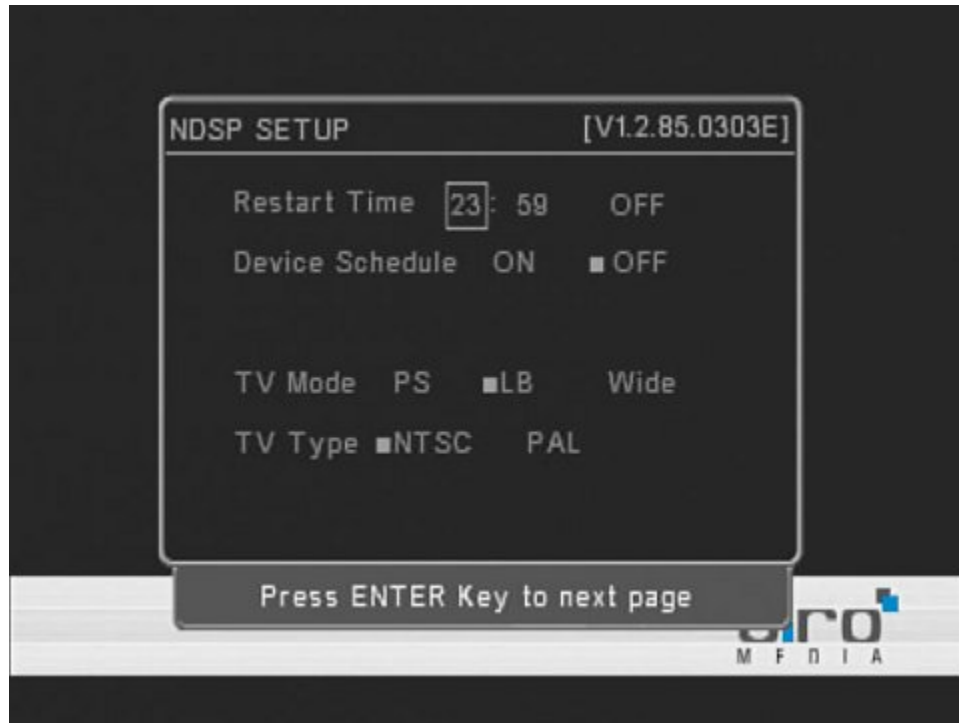 NDSP SETUP [V1.2.85.0303E]
Restart Time 23: 59 OFF
Device Schedule ON ■ OFF
TV Mode PS ■LB Wide
TV Type ■NTSC PAL
Press ENTER Key to next page
MEDIA